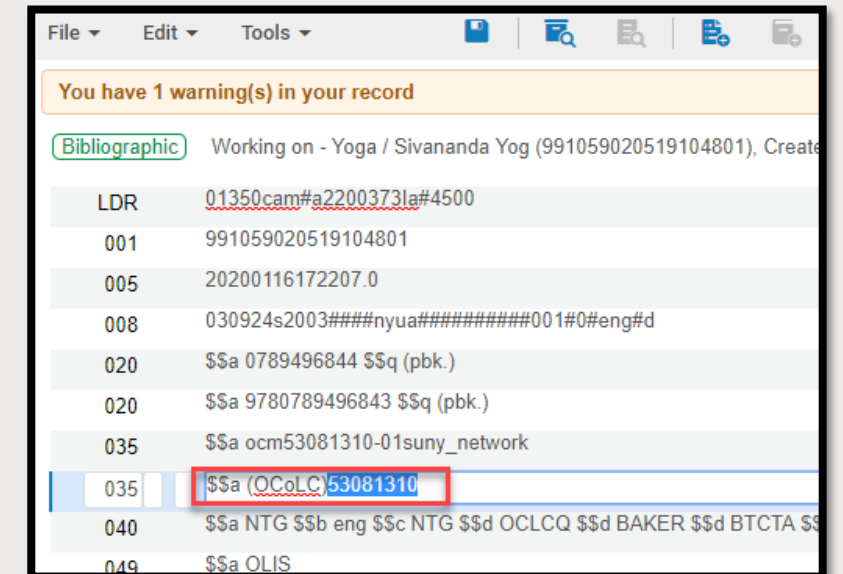 File Edit Tools
You have 1 warning(s) in your record
Bibliographic Working on - Yoga / Sivananda Yog (991059020519104801), Create
LDR 01350cam#a2200373Ia#4500
001 991059020519104801
005 20200116172207.0
008 030924s2003####nyua##########001#0#eng#d
020 $$a 0789496844 $$q (pbk.)
020 $$a 9780789496843 $$q (pbk.)
035 $$a ocm53081310-01suny_network
035 $$a (OCoLC)53081310
040 $$a NTG $$b eng $$c NTG $$d OCLCQ $$d BAKER $$d BTCTA $$
049 $$a OLIS